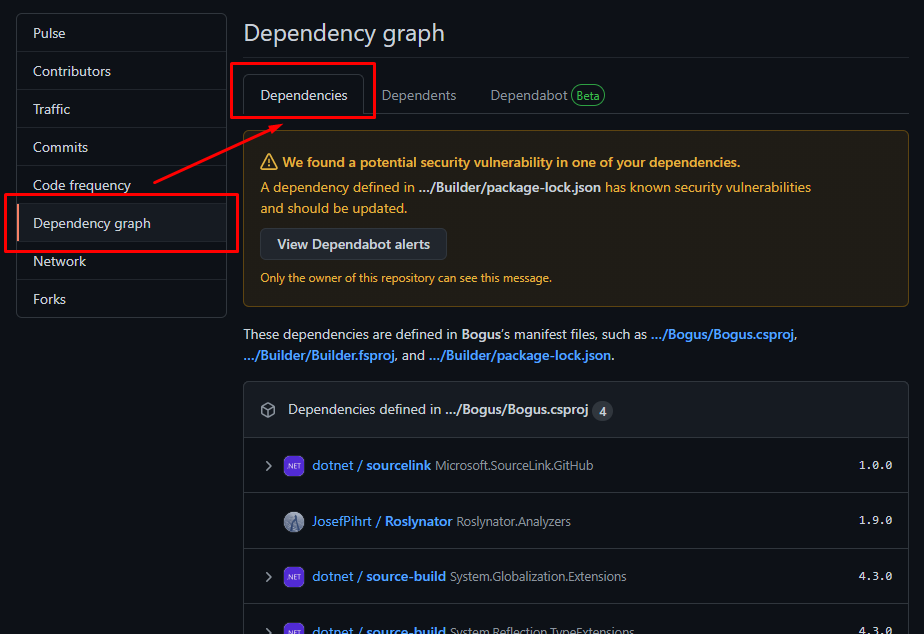 Pulse
Contributors
Traffic
Commits
Code frequency
Dependency graph
Network
Forks
Dependency graph
Dependencies
Dependents
Dependabot Beta
We found a potential security vulnerability in one of your dependencies.
A dependency defined in .../Builder/package-lock.json has known security vulnerabilities
and should be updated.
View Dependabot alerts
Only the owner of this repository can see this message.
These dependencies are defined in Bogus's manifest files, such as .../Bogus/Bogus.csproj,
.../Builder/Builder.fsproj, and .../Builder/package-lock.json.
Dependencies defined in .../Bogus/Bogus.csproj 4
.NET dotnet / sourcelink Microsoft.SourceLink.GitHub 1.0.0
JosefPihrt / Roslynator Roslynator.Analyzers 1.9.0
.NET dotnet / source-build System.Globalization.Extensions 4.3.0
.NET dotnet / source-build System.Reflection.TypeExtensions 4.3.0